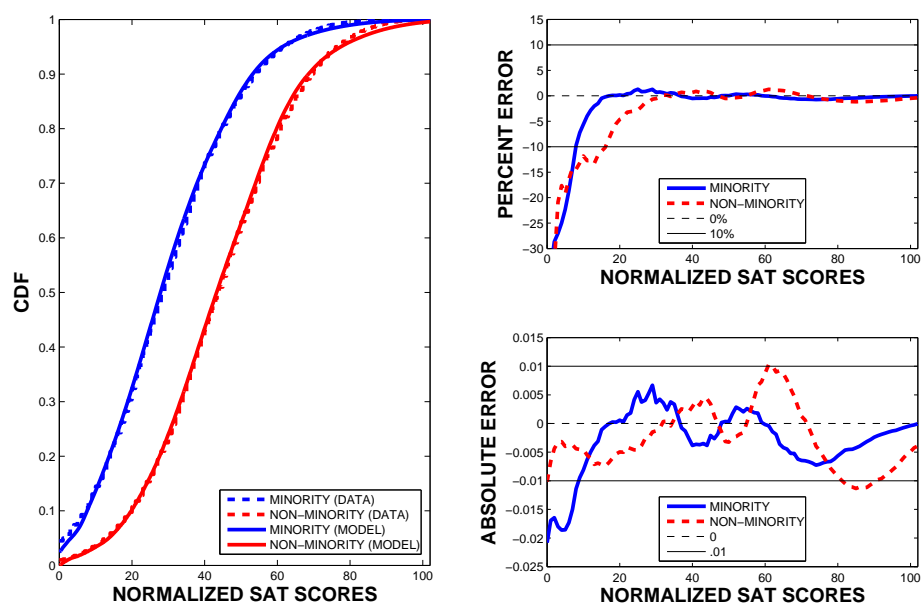 1
0.9
0.8
0.7
0.6
0.5
0.4
0.3
0.2
0.1
0
0 20 40 60 80 100
CDF
NORMALIZED SAT SCORES
MINORITY (DATA)
NON−MINORITY (DATA)
MINORITY (MODEL)
NON−MINORITY (MODEL)
15
10
5
0
−5
−10
−15
−20
−25
−30
0 20 40 60 80 100
PERCENT ERROR
NORMALIZED SAT SCORES
MINORITY
NON−MINORITY
0%
10%
0.015
0.01
0.005
0
−0.005
−0.01
−0.015
−0.02
−0.025
0 20 40 60 80 100
ABSOLUTE ERROR
NORMALIZED SAT SCORES
MINORITY
NON−MINORITY
0
.01